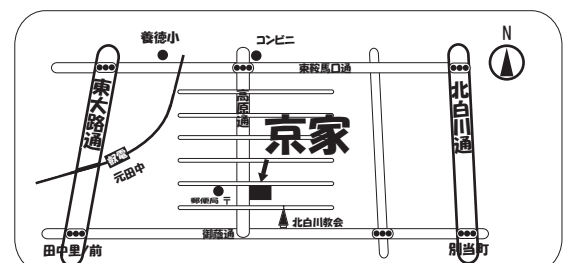 養徳小
コンビニ
N
東鞍馬口通
東大路通
高原通
北白川通
京家
叡電
元田中
郵便局 〒
北白川教会
御蔭通
田中里ノ前
別当町